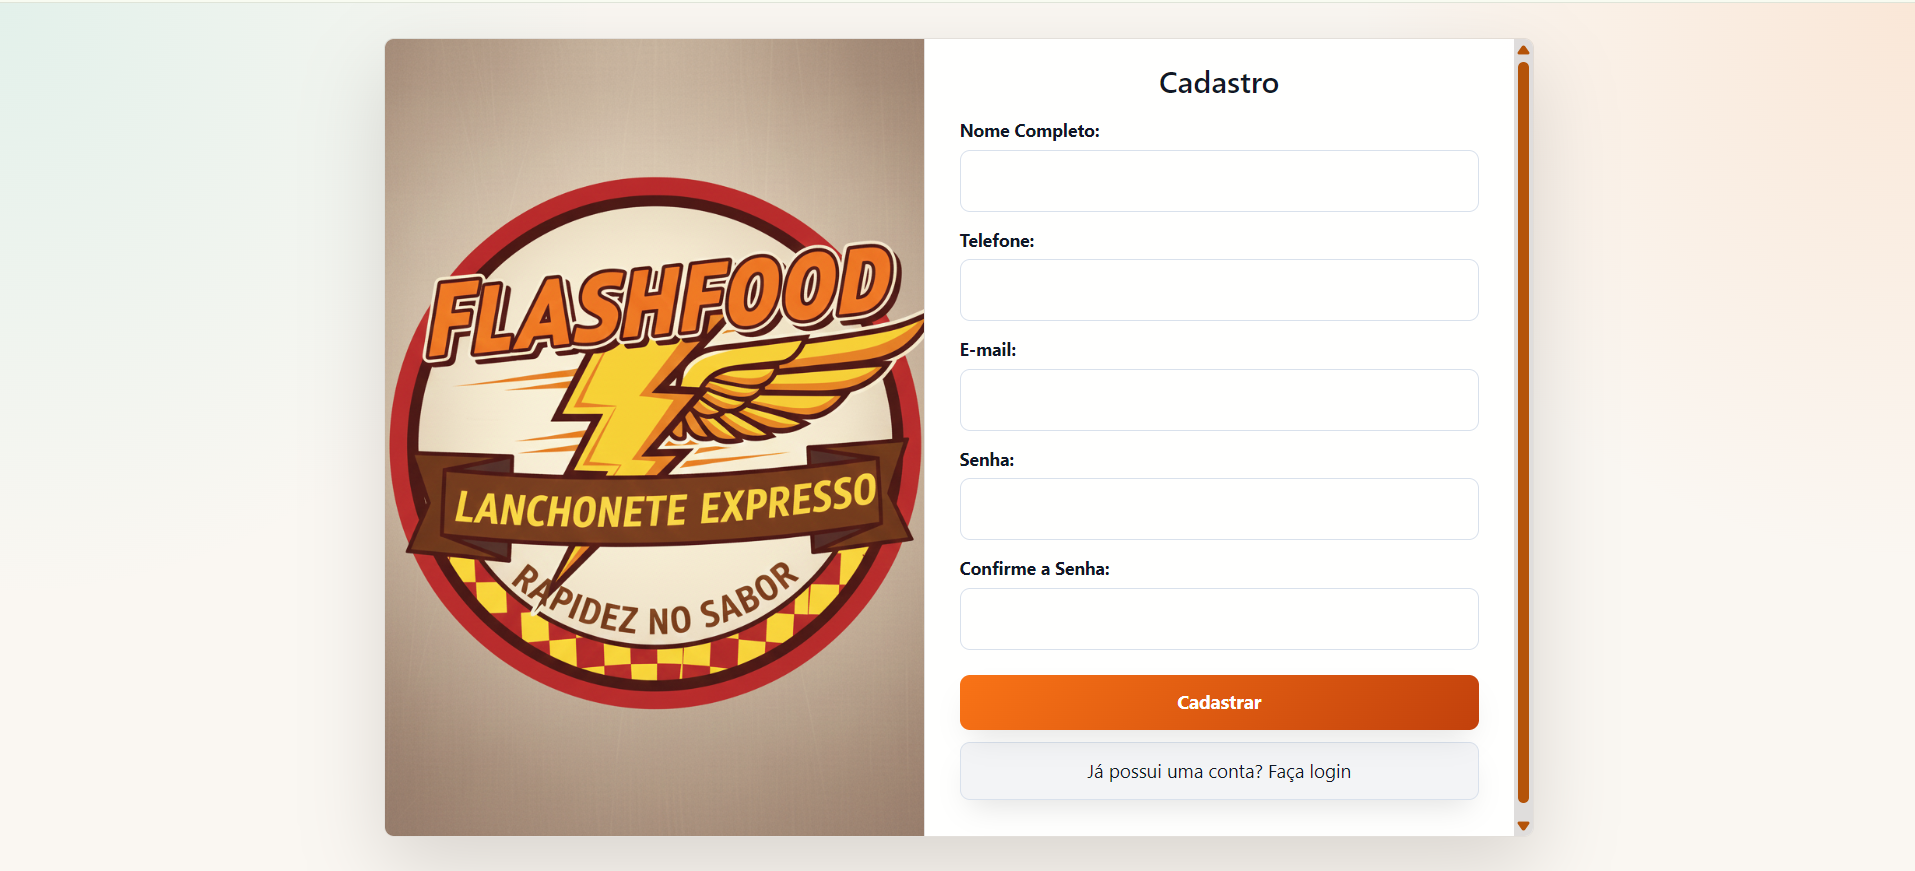 FLASHFOOD
LANCHONETE EXPRESSO
RAPIDEZ NO SABOR
Cadastro
Nome Completo:
Telefone:
E-mail:
Senha:
Confirme a Senha:
Cadastrar
Já possui uma conta? Faça login